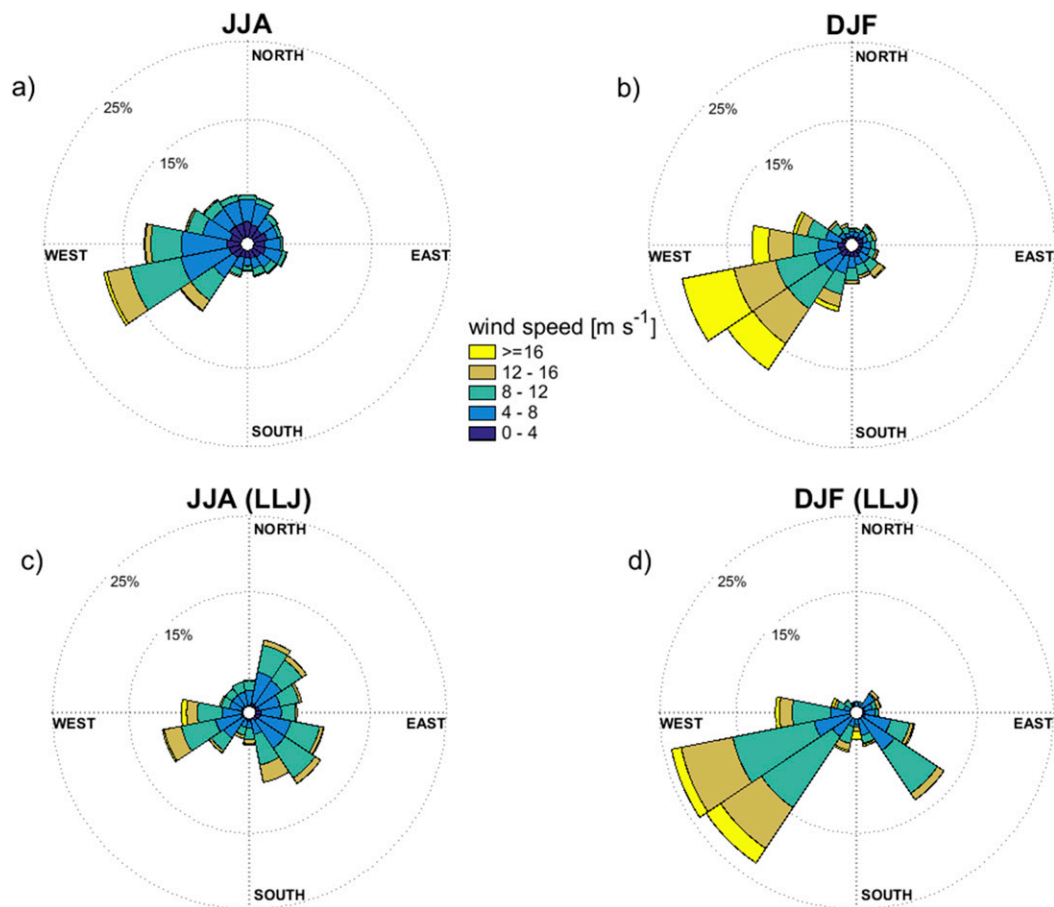 JJA
NORTH
a)
25%
15%
WEST
EAST
SOUTH
DJF
NORTH
b)
25%
15%
WEST
EAST
SOUTH
wind speed [m s⁻¹]
>=16
12 - 16
8 - 12
4 - 8
0 - 4
JJA (LLJ)
NORTH
c)
25%
15%
WEST
EAST
SOUTH
DJF (LLJ)
NORTH
d)
25%
15%
WEST
EAST
SOUTH